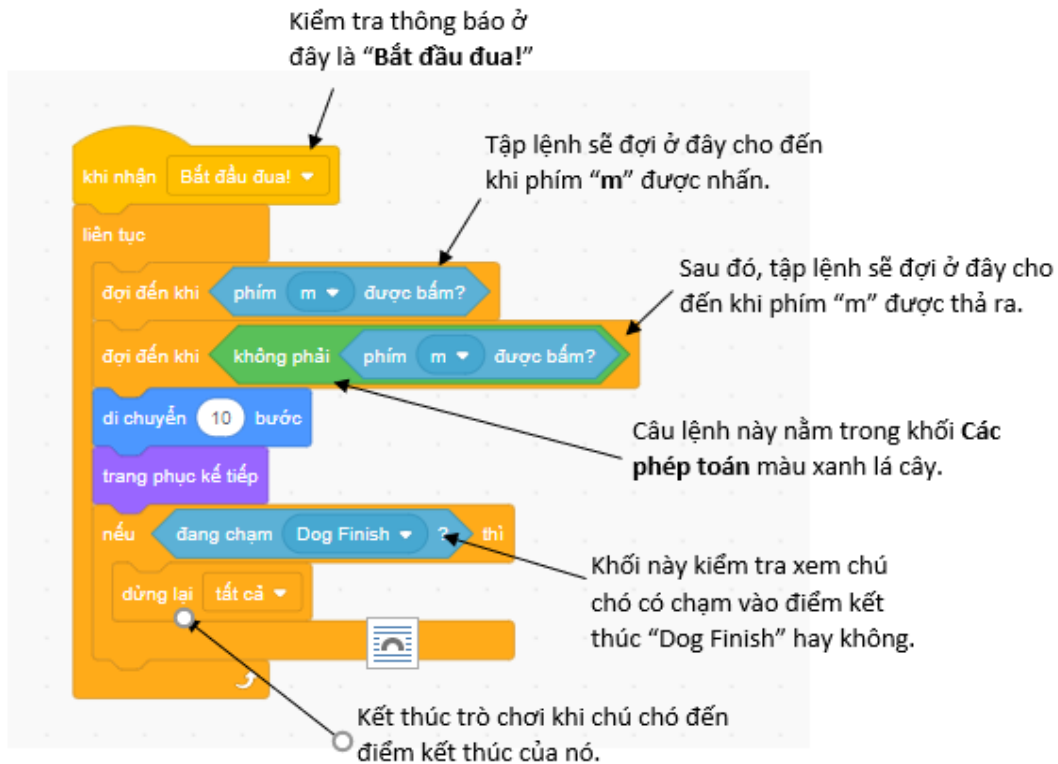 Kiểm tra thông báo ở
đây là “Bắt đầu đua!”
Tập lệnh sẽ đợi ở đây cho đến
khi phím “m” được nhấn.
khi nhận Bắt đầu đua!
liên tục
Sau đó, tập lệnh sẽ đợi ở đây cho
đến khi phím “m” được thả ra.
đợi đến khi phím m được bấm?
đợi đến khi không phải phím m được bấm?
di chuyển 10 bước
Câu lệnh này nằm trong khối Các
phép toán màu xanh lá cây.
trang phục kế tiếp
nếu đang chạm Dog Finish ? thì
Khối này kiểm tra xem chú
chó có chạm vào điểm kết
thúc “Dog Finish” hay không.
dừng lại tất cả
Kết thúc trò chơi khi chú chó đến
điểm kết thúc của nó.